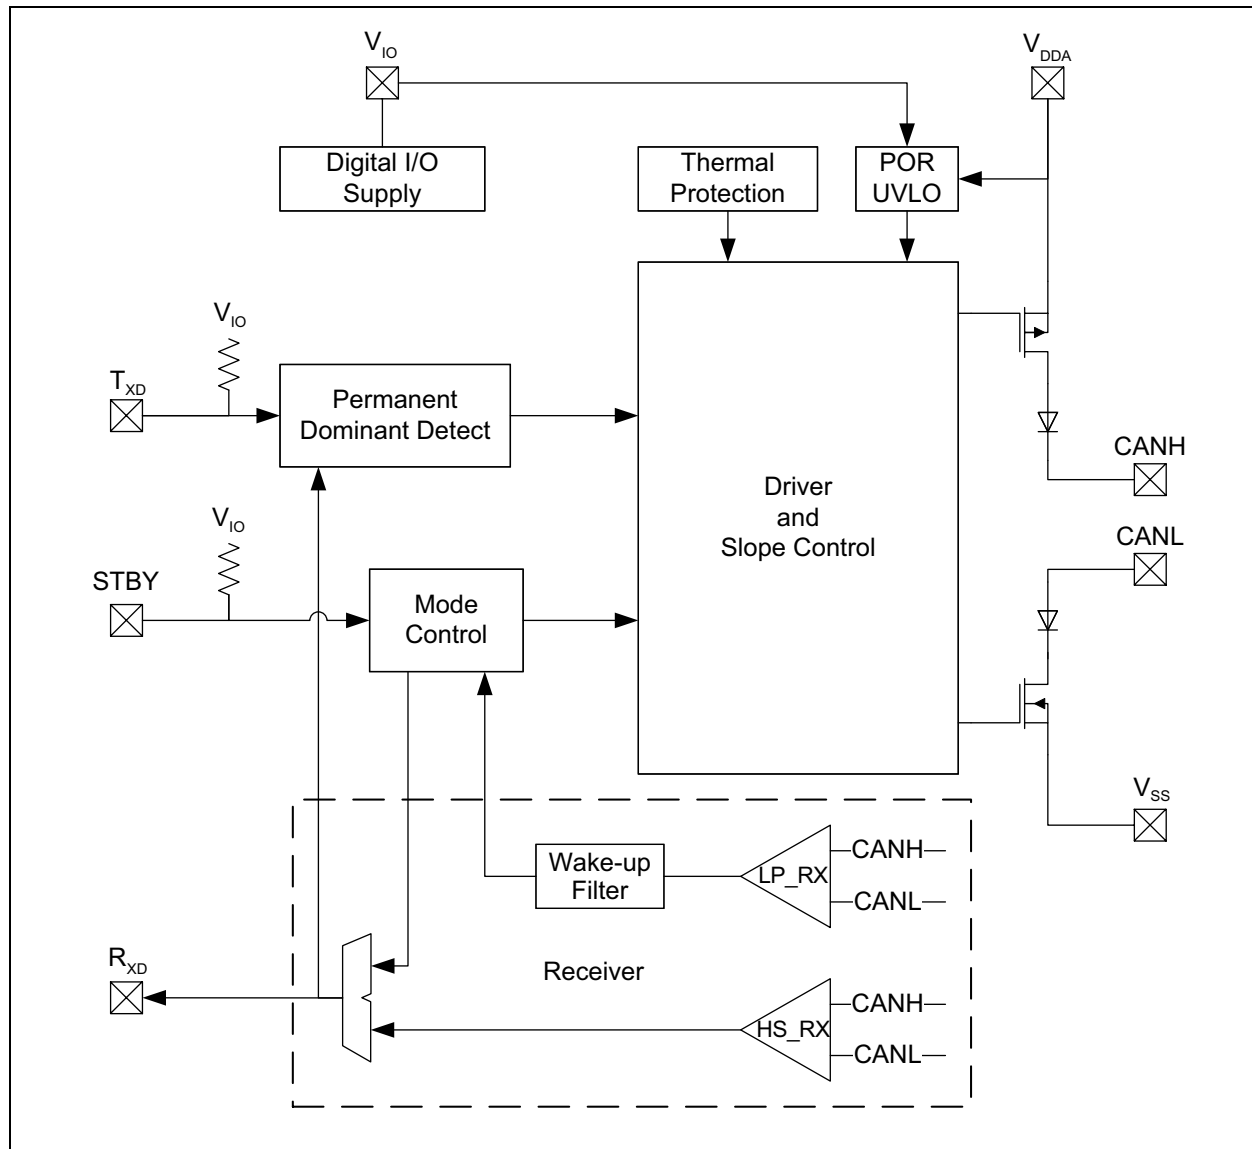 VIO
VDDA
Digital I/O
Supply
Thermal
Protection
POR
UVLO
VIO
TXD
Permanent
Dominant Detect
CANH
Driver
and
Slope Control
VIO
CANL
STBY
Mode
Control
VSS
Wake-up
Filter
LP_RX
CANH
CANL
RXD
Receiver
HS_RX
CANH
CANL